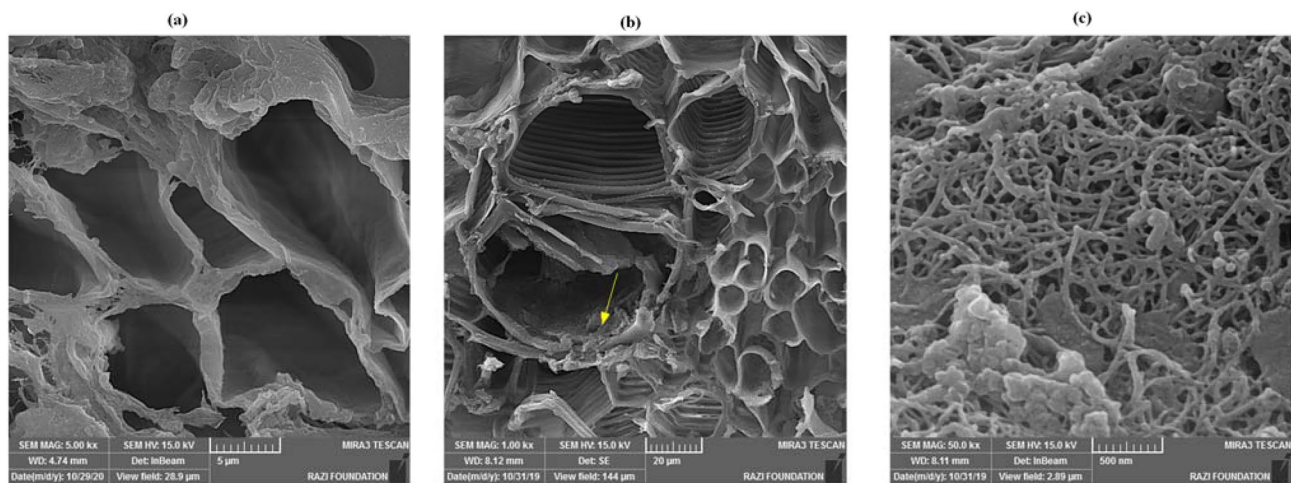 (a)
SEM MAG: 5.00 kx SEM HV: 15.0 kV
WD: 4.74 mm Det: InBeam 5 µm
Date(m/d/y): 10/29/20 View field: 28.9 µm
MIRA3 TESCAN
RAZI FOUNDATION
(b)
SEM MAG: 1.00 kx SEM HV: 15.0 kV
WD: 8.12 mm Det: SE 20 µm
Date(m/d/y): 10/31/19 View field: 144 µm
MIRA3 TESCAN
RAZI FOUNDATION
(c)
SEM MAG: 50.0 kx SEM HV: 15.0 kV
WD: 8.11 mm Det: InBeam 500 nm
Date(m/d/y): 10/31/19 View field: 2.89 µm
MIRA3 TESCAN
RAZI FOUNDATION